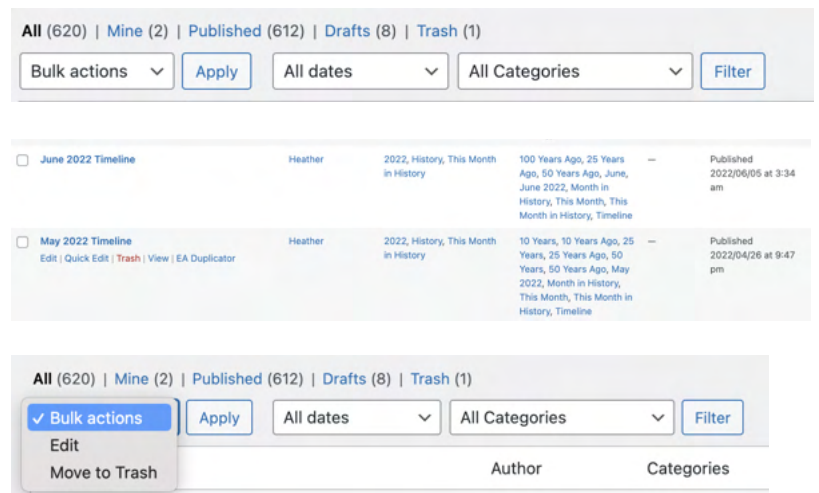 All (620) | Mine (2) | Published (612) | Drafts (8) | Trash (1)
Bulk actions Apply All dates All Categories Filter
June 2022 Timeline Heather 2022, History, This Month 100 Years Ago, 25 Years — Published
in History Ago, 50 Years Ago, June, 2022/06/05 at 3:34
June 2022, Month in am
History, This Month, This
Month in History, Timeline
May 2022 Timeline Heather 2022, History, This Month 10 Years, 10 Years Ago, 25 — Published
Edit | Quick Edit | Trash | View | EA Duplicator in History Years, 25 Years Ago, 50 2022/04/26 at 9:47
Years, 50 Years Ago, May pm
2022, Month in History,
This Month, This Month in
History, Timeline
All (620) | Mine (2) | Published (612) | Drafts (8) | Trash (1)
✓ Bulk actions Apply All dates All Categories Filter
Edit
Move to Trash Author Categories